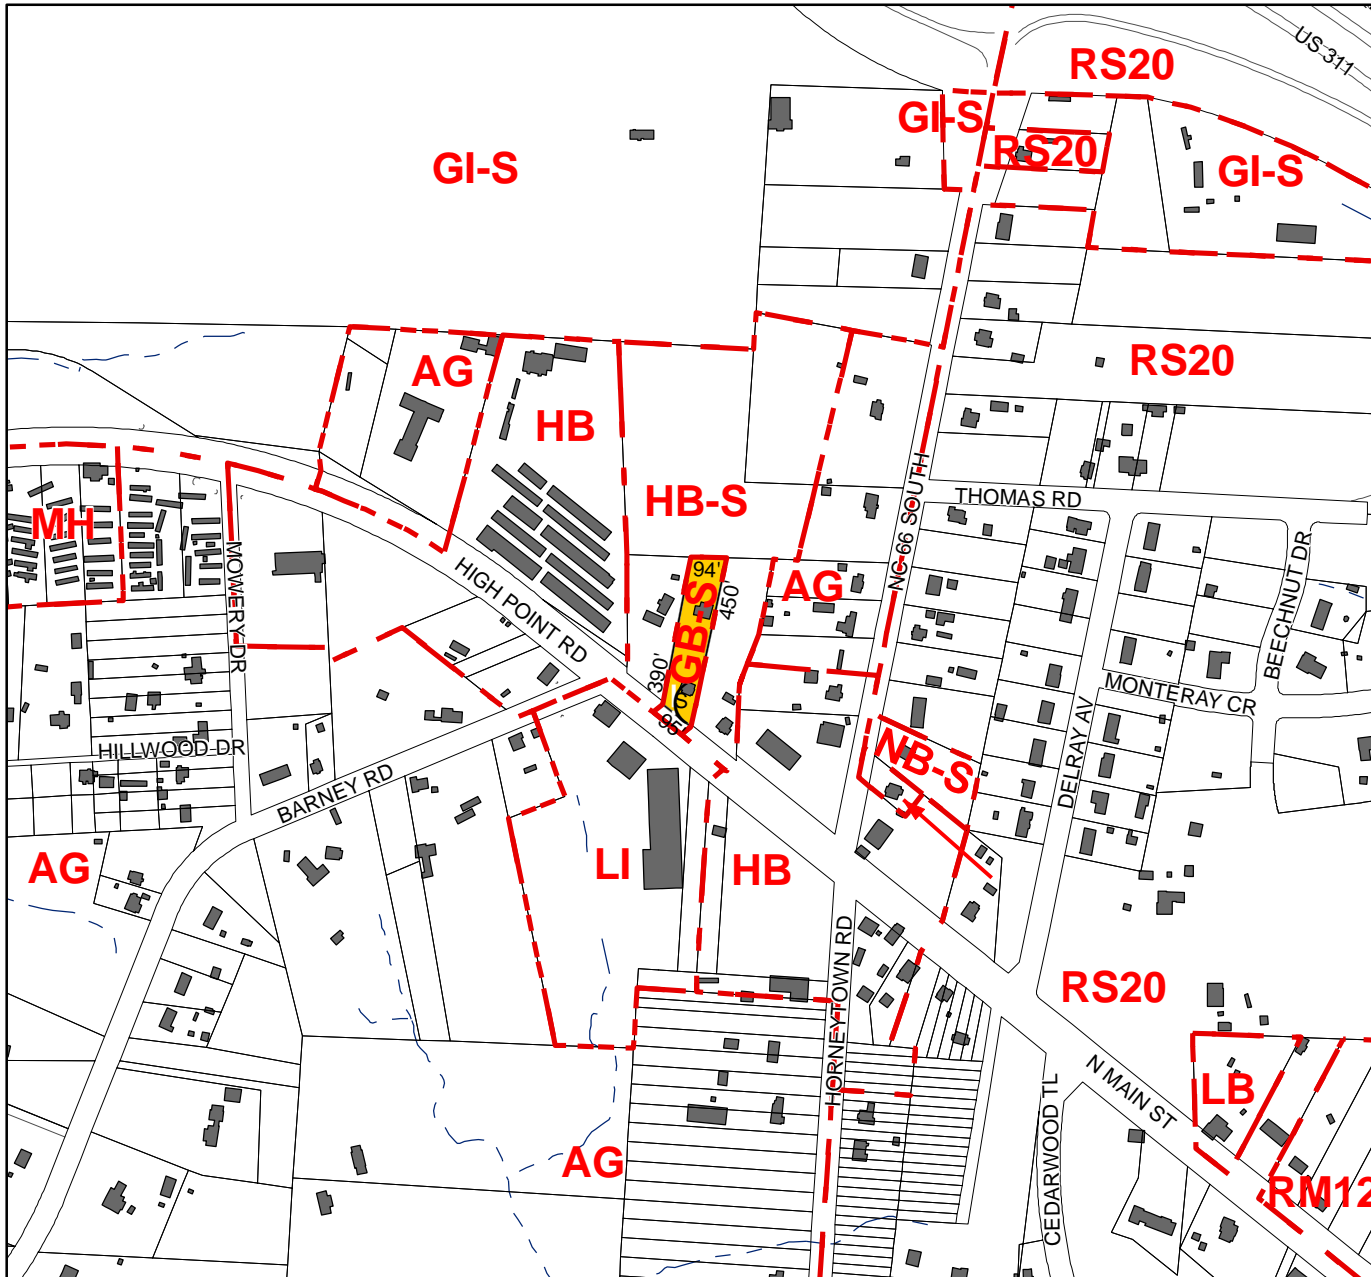 US 311
RS20
GI-S
RS20
GI-S
GI-S
AG
RS20
HB
NC 66 SOUTH
HB-S
THOMAS RD
MH
MOWERY DR
HIGH POINT RD
94'
450'
GB-S
390'
95'
AG
BEECHNUT DR
MONTERAY CR
DELRAY AV
HILLWOOD DR
BARNEY RD
NB-S
AG
LI
HB
HORNEYTOWN RD
RS20
N MAIN ST
CEDARWOOD TL
LB
AG
RM12